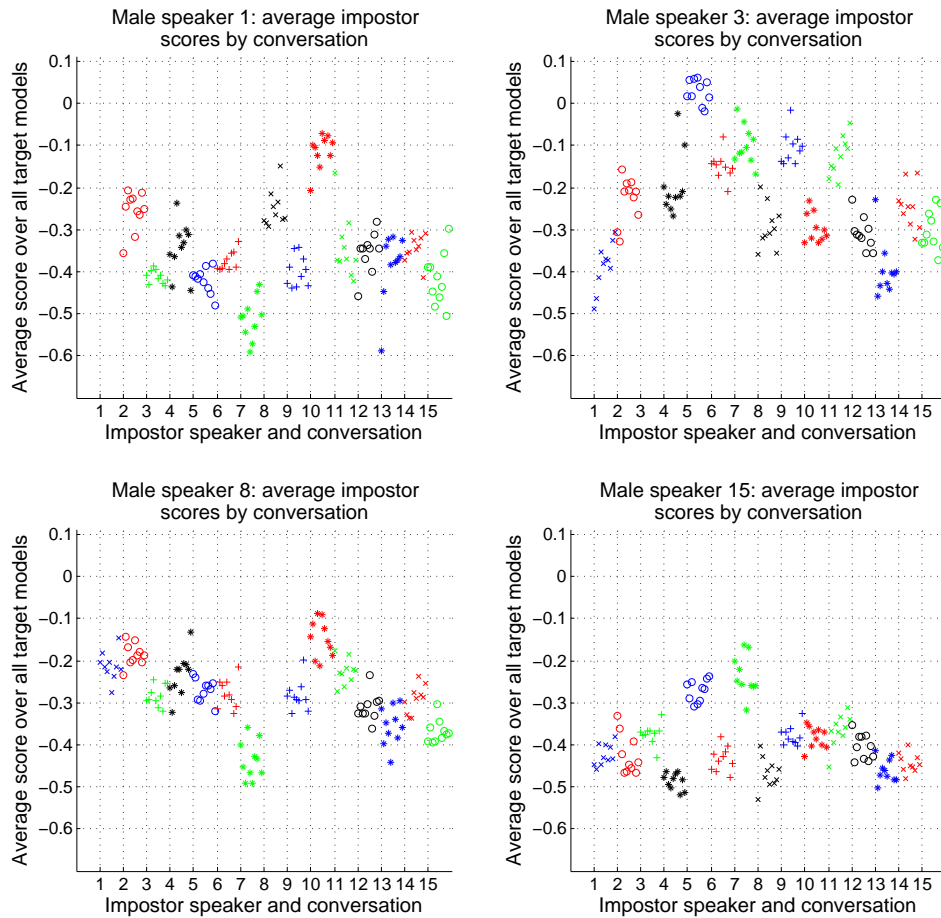 Male speaker 1: average impostor
scores by conversation
0.1
0
−0.1
−0.2
−0.3
−0.4
−0.5
−0.6
Average score over all target models
1 2 3 4 5 6 7 8 9 10 11 12 13 14 15
Impostor speaker and conversation
Male speaker 3: average impostor
scores by conversation
0.1
0
−0.1
−0.2
−0.3
−0.4
−0.5
−0.6
Average score over all target models
1 2 3 4 5 6 7 8 9 10 11 12 13 14 15
Impostor speaker and conversation
Male speaker 8: average impostor
scores by conversation
0.1
0
−0.1
−0.2
−0.3
−0.4
−0.5
−0.6
Average score over all target models
1 2 3 4 5 6 7 8 9 10 11 12 13 14 15
Impostor speaker and conversation
Male speaker 15: average impostor
scores by conversation
0.1
0
−0.1
−0.2
−0.3
−0.4
−0.5
−0.6
Average score over all target models
1 2 3 4 5 6 7 8 9 10 11 12 13 14 15
Impostor speaker and conversation